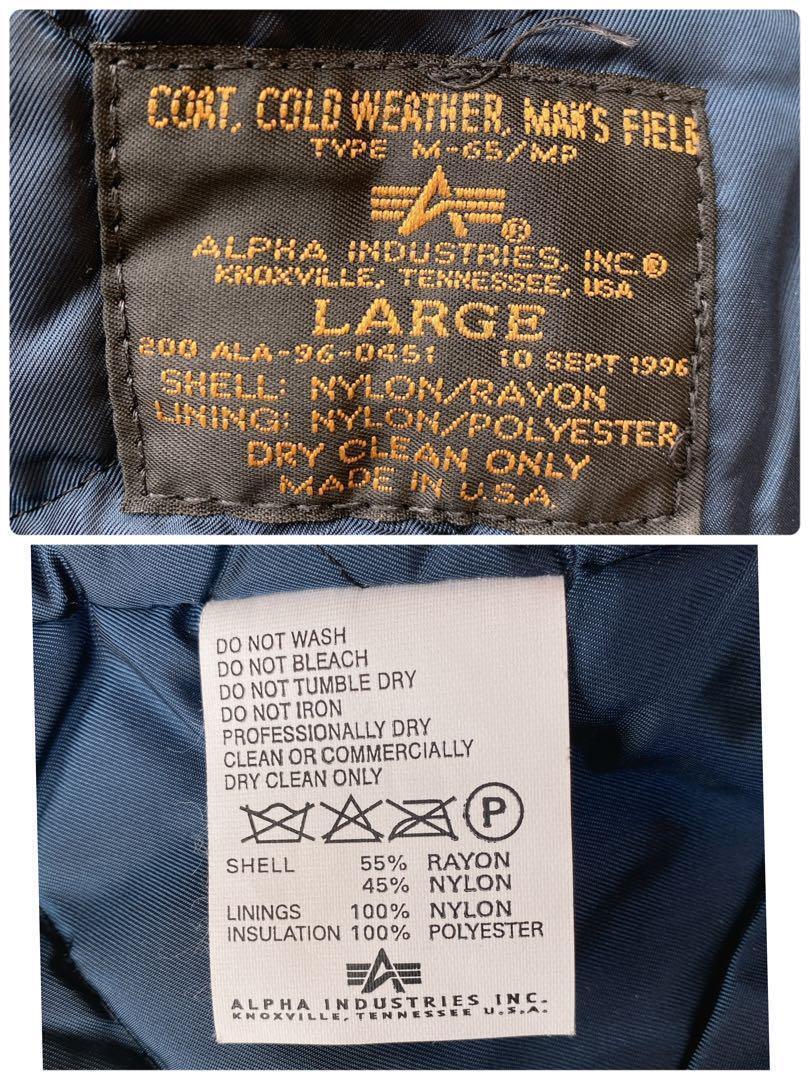 COAT, COLD WEATHER, MAN'S FIELD
TYPE M-65/MP
®
ALPHA INDUSTRIES, INC.®
KNOXVILLE, TENNESSEE, USA
LARGE
200 ALA-96-0451 10 SEPT 1996
SHELL: NYLON/RAYON
LINING: NYLON/POLYESTER
DRY CLEAN ONLY
MADE IN U.S.A.
DO NOT WASH
DO NOT BLEACH
DO NOT TUMBLE DRY
DO NOT IRON
PROFESSIONALLY DRY
CLEAN OR COMMERCIALLY
DRY CLEAN ONLY
P
SHELL 55% RAYON
45% NYLON
LININGS 100% NYLON
INSULATION 100% POLYESTER
ALPHA INDUSTRIES INC.
KNOXVILLE, TENNESSEE U.S.A.